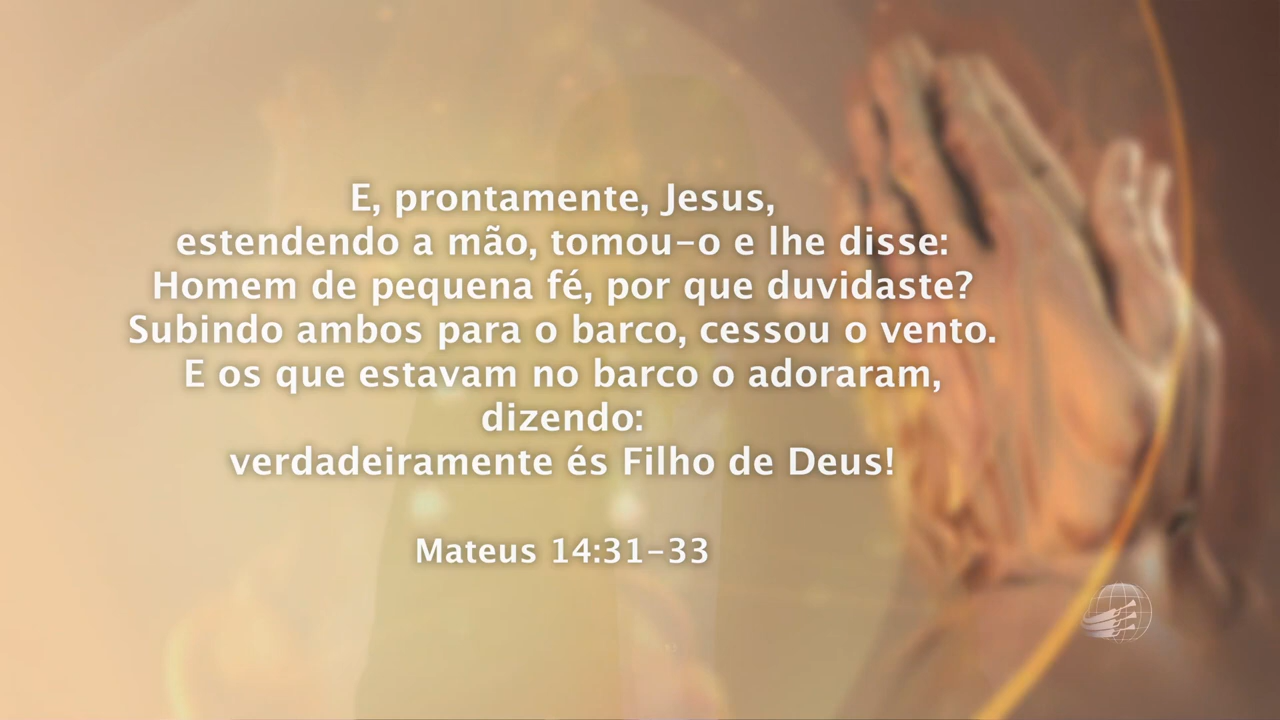 E, prontamente, Jesus,
estendendo a mão, tomou-o e lhe disse:
Homem de pequena fé, por que duvidaste?
Subindo ambos para o barco, cessou o vento.
E os que estavam no barco o adoraram,
dizendo:
verdadeiramente és Filho de Deus!
Mateus 14:31-33